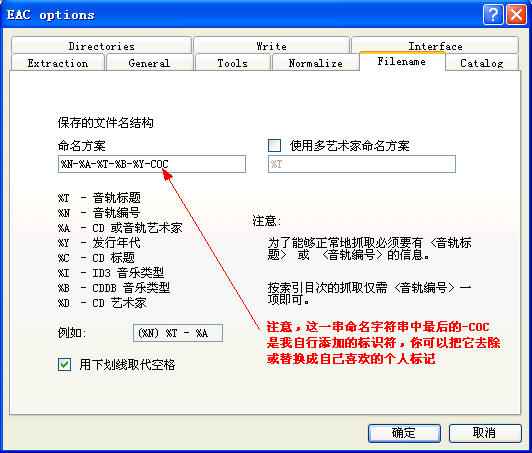 EAC options
Directories
Write
Interface
Extraction
General
Tools
Normalize
Filename
Catalog
保存的文件名结构
命名方案
使用多艺术家命名方案
%N-%A-%T-%B-%Y-COC
%T
%T - 音轨标题
%N - 音轨编号
%A - CD 或音轨艺术家
%Y - 发行年代
%C - CD 标题
%I - ID3 音乐类型
%B - CDDB 音乐类型
%D - CD 艺术家
注意:
为了能够正常地抓取必须要有 <音轨标
题> 或 <音轨编号> 的信息。
按索引目次的抓取仅需 <音轨编号> 一
项即可。
例如:
(%N) %T - %A
注意，这一串命名字符串中最后的-COC
是我自行添加的标识符，你可以把它去除
或替换成自己喜欢的个人标记
用下划线取代空格
确定
取消